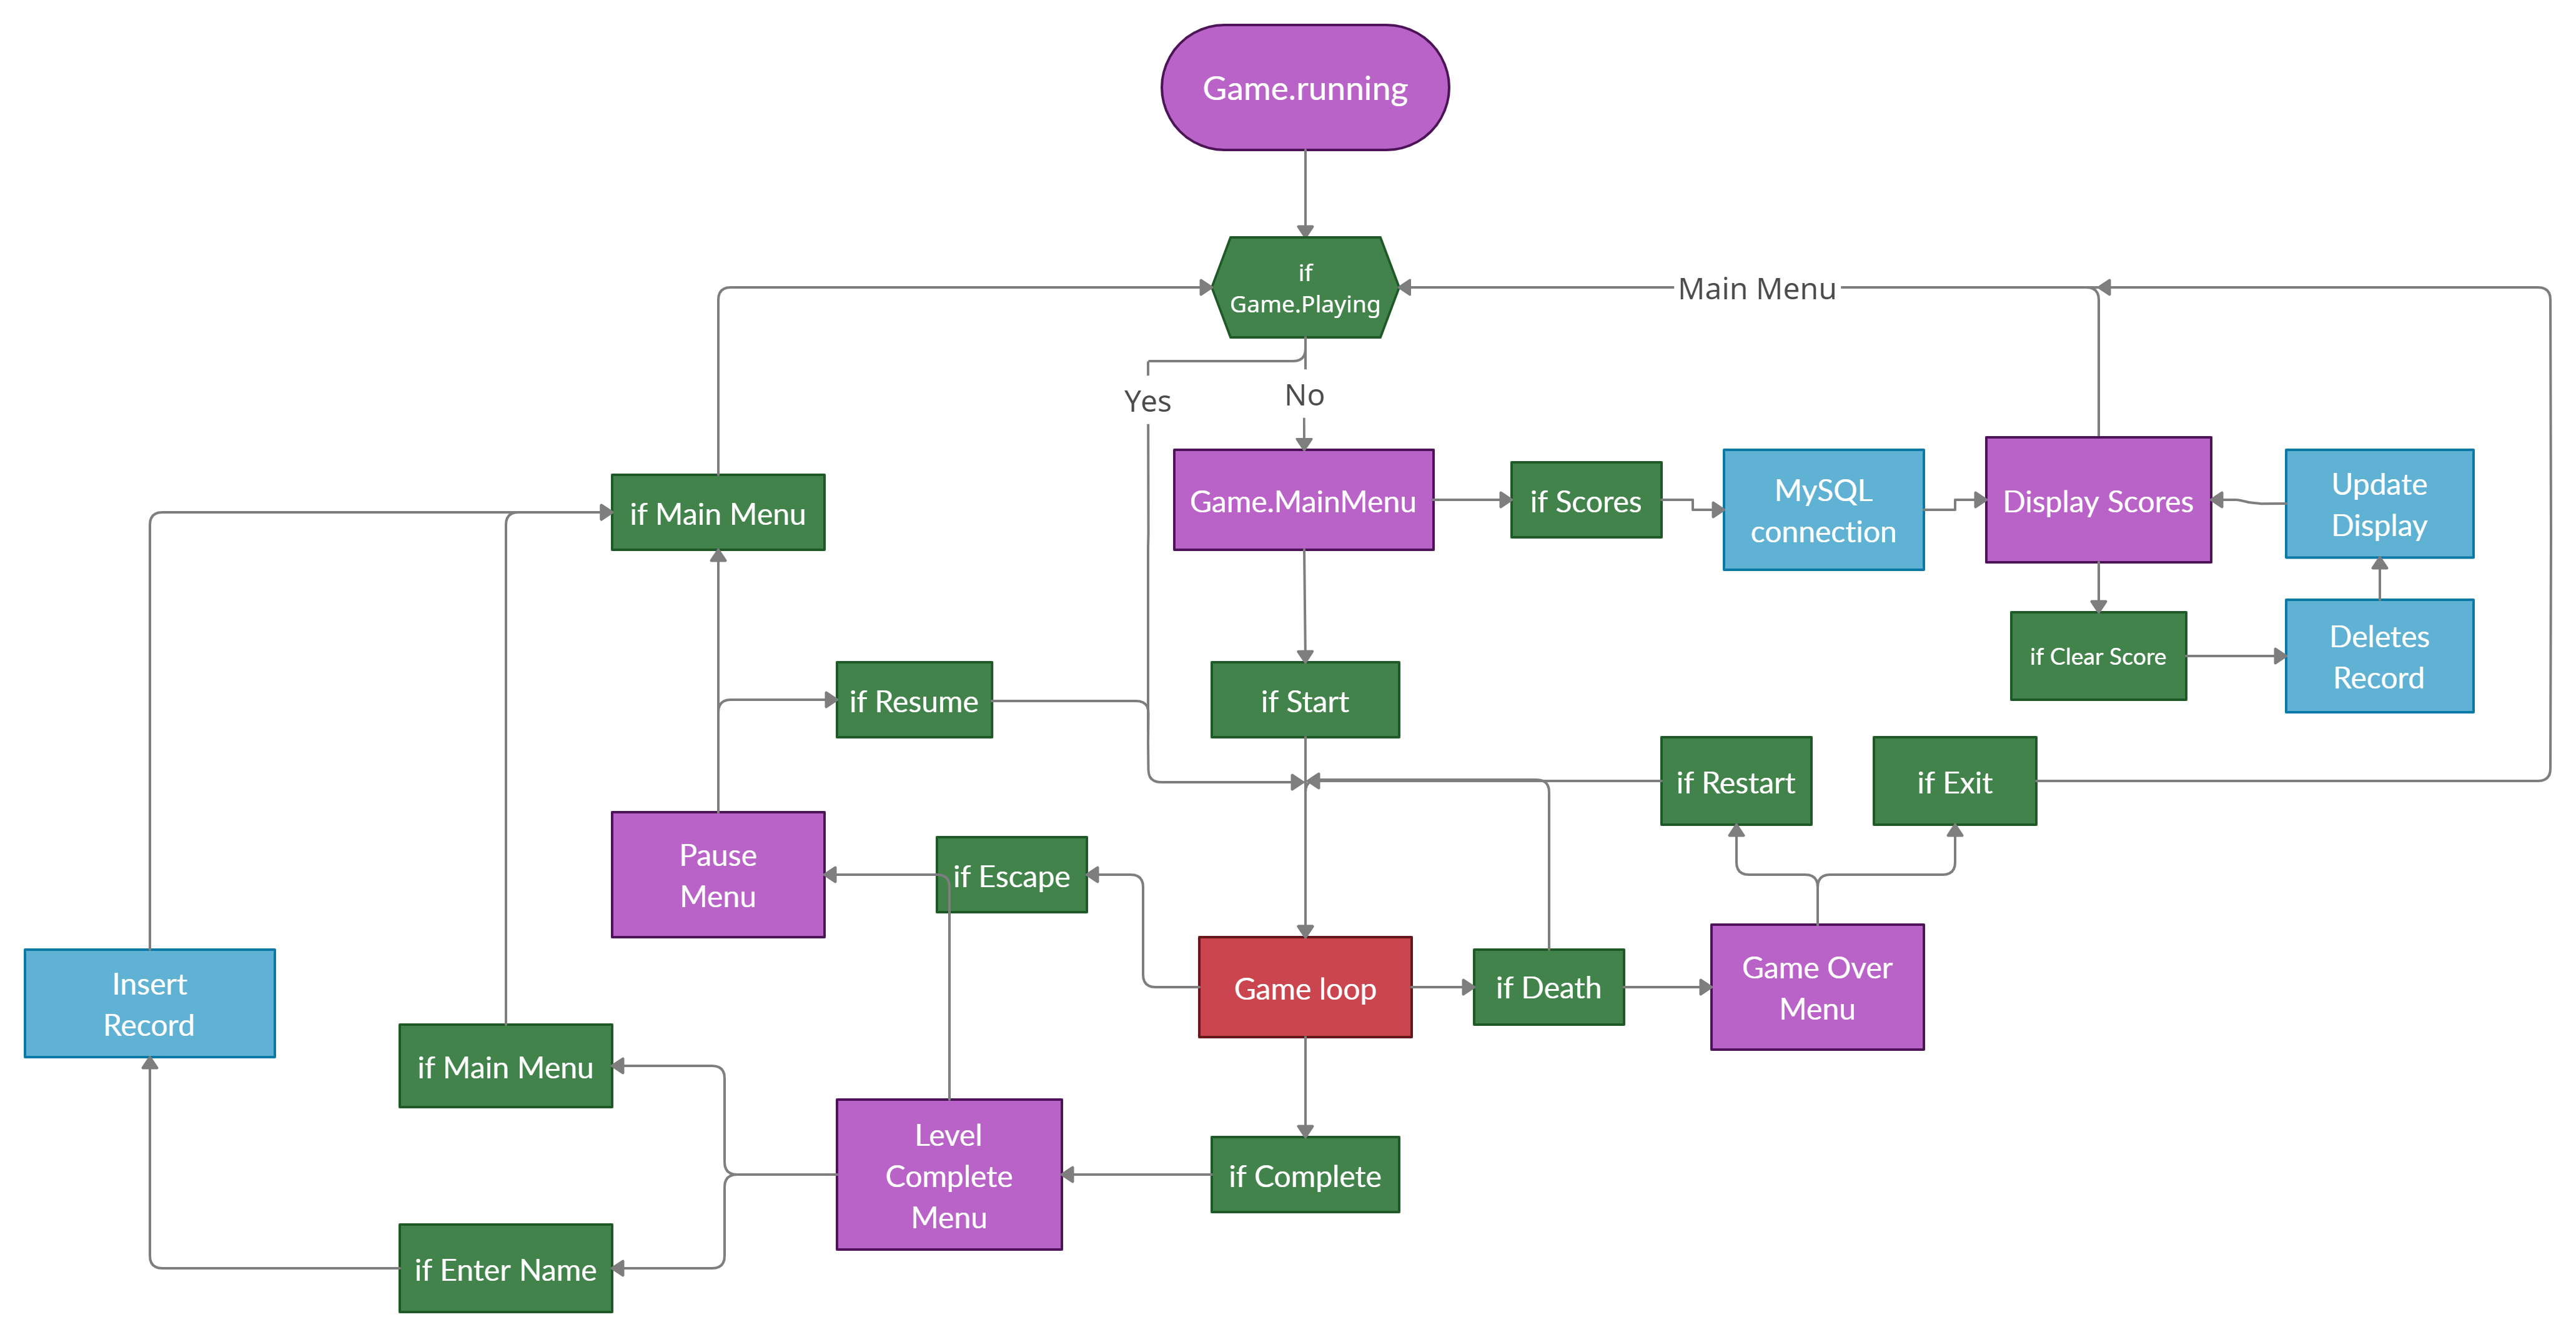 Game.running
if
Game.Playing
Main Menu
Yes
No
if Main Menu
Game.MainMenu
if Scores
MySQL
connection
Display Scores
Update
Display
if Resume
if Start
if Clear Score
Deletes
Record
if Restart
if Exit
Pause
Menu
if Escape
Insert
Record
Game loop
if Death
Game Over
Menu
if Main Menu
Level
Complete
Menu
if Complete
if Enter Name